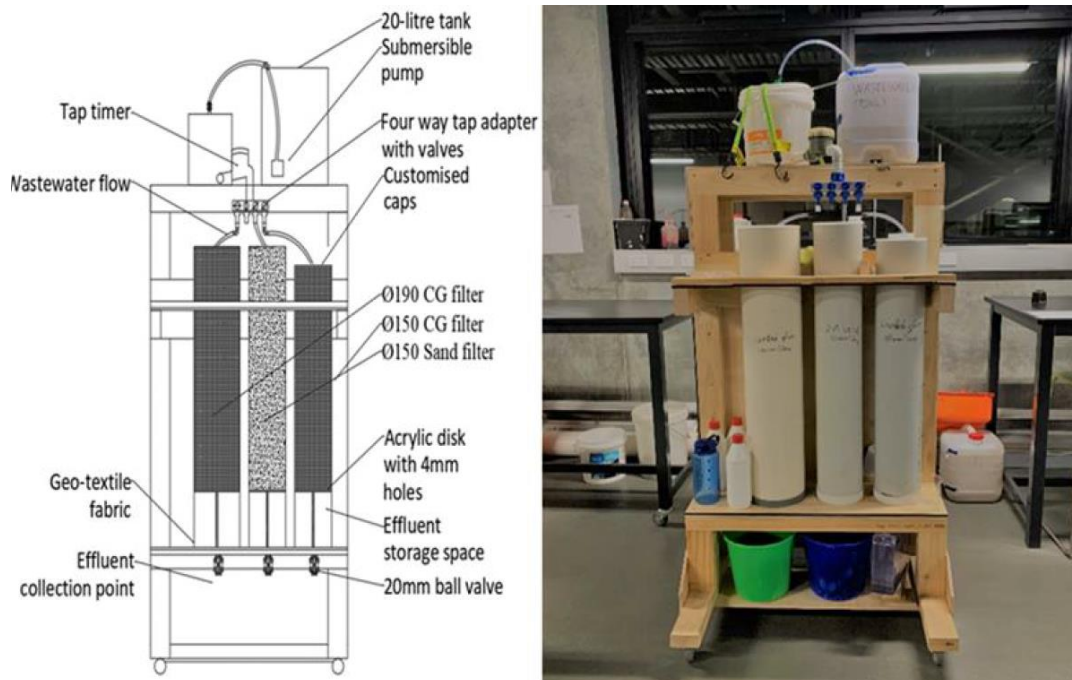 20-litre tank
Submersible
pump
Tap timer
Four way tap adapter
with valves
Customised
caps
Wastewater flow
Ø190 CG filter
Ø150 CG filter
Ø150 Sand filter
Acrylic disk
with 4mm
holes
Geo-textile
fabric
Effluent
storage space
Effluent
collection point
20mm ball valve
WASTEWATER